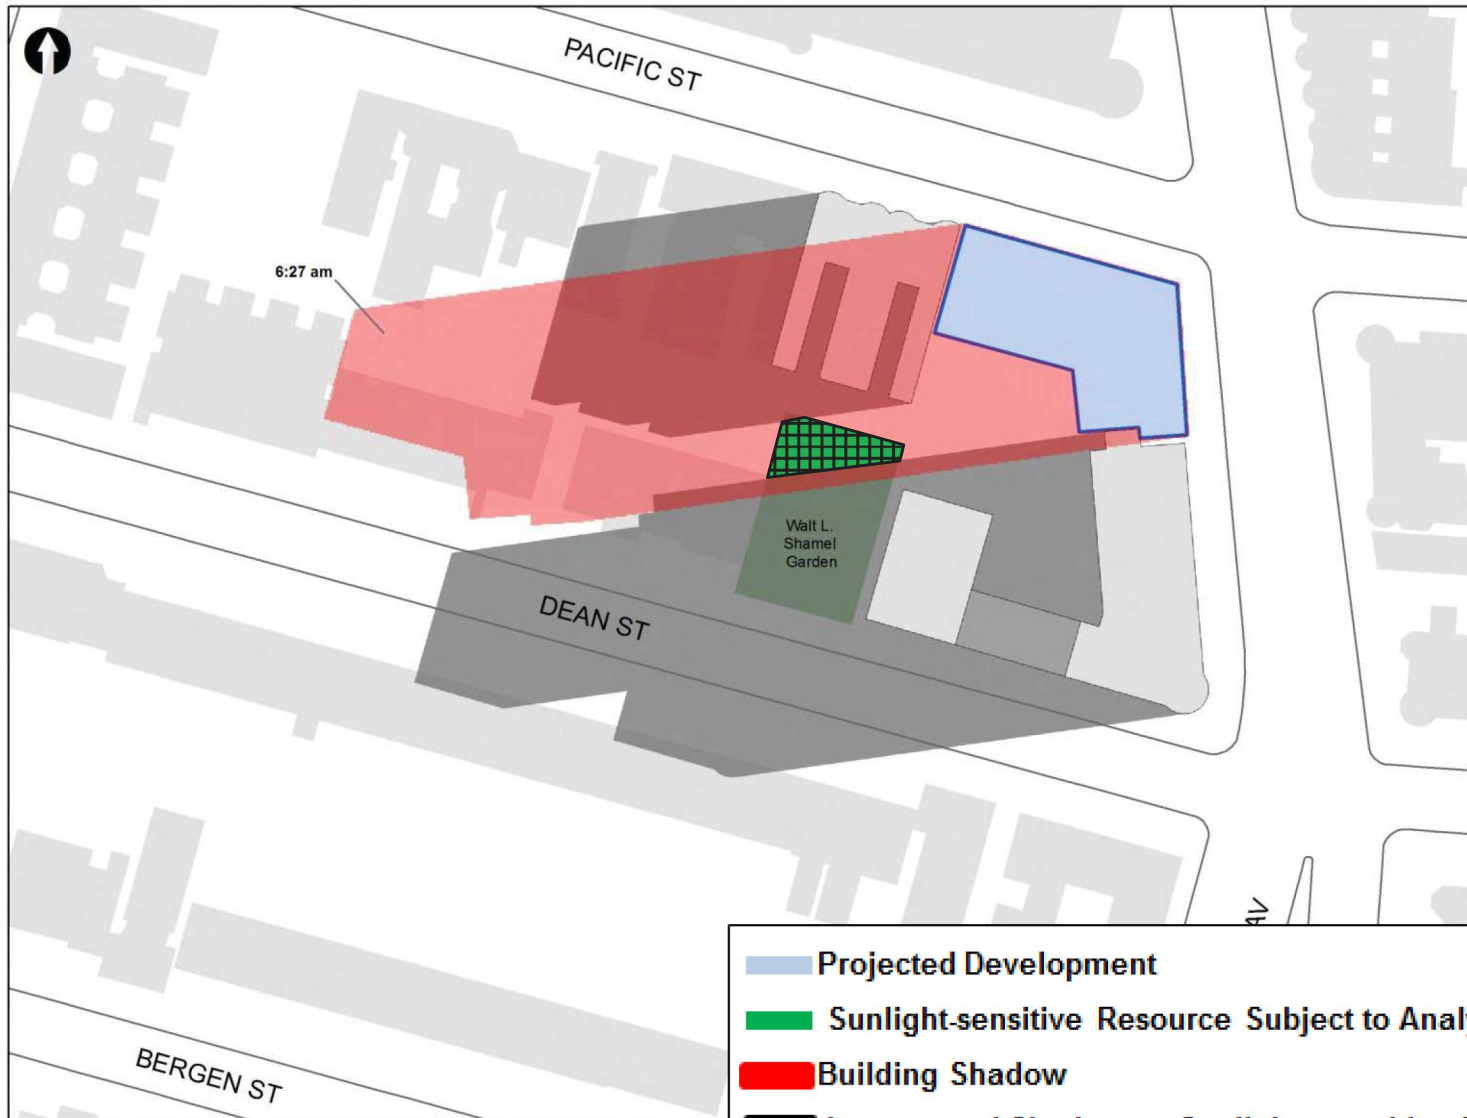 PACIFIC ST
6:27 am
Walt L.
Shamel
Garden
DEAN ST
AV
Projected Development
Sunlight-sensitive Resource Subject to
Building Shadow
BERGEN ST